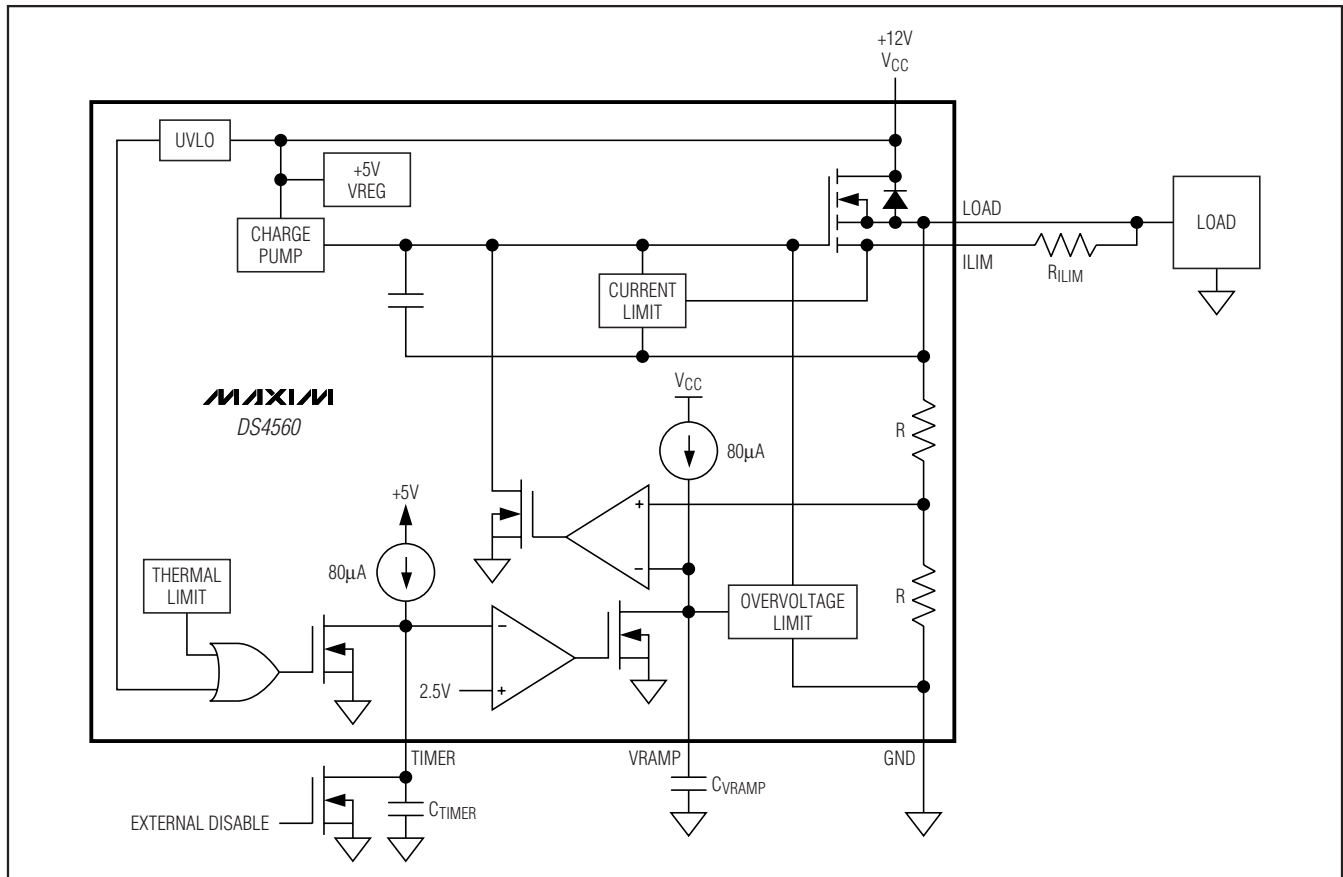 +12V
VCC
UVLO
+5V
VREG
CHARGE
PUMP
LOAD
LOAD
ILIM
RILIM
CURRENT
LIMIT
MAXIM
DS4560
VCC
80µA
R
+5V
+
80µA
−
THERMAL
LIMIT
OVERVOLTAGE
LIMIT
R
−
2.5V
+
TIMER
VRAMP
GND
CVRAMP
CTIMER
EXTERNAL DISABLE